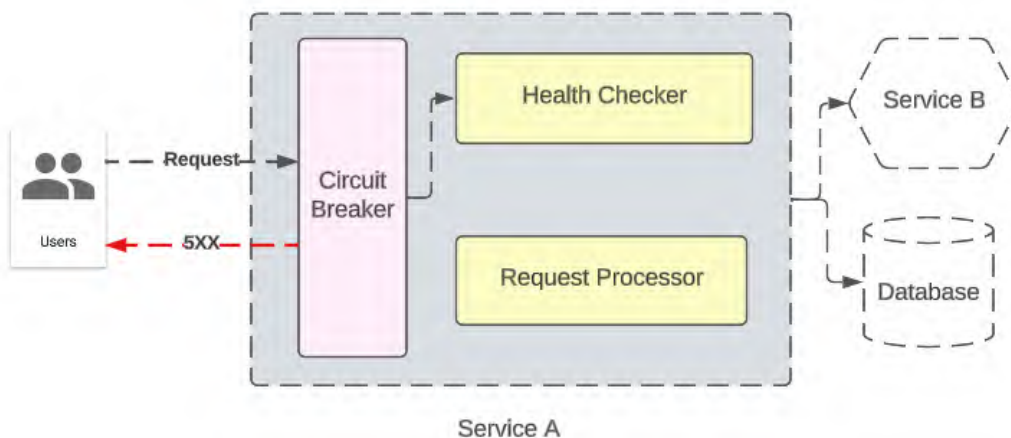 Health Checker
Service B
Request
Circuit
Breaker
Users
5XX
Request Processor
Database
Service A